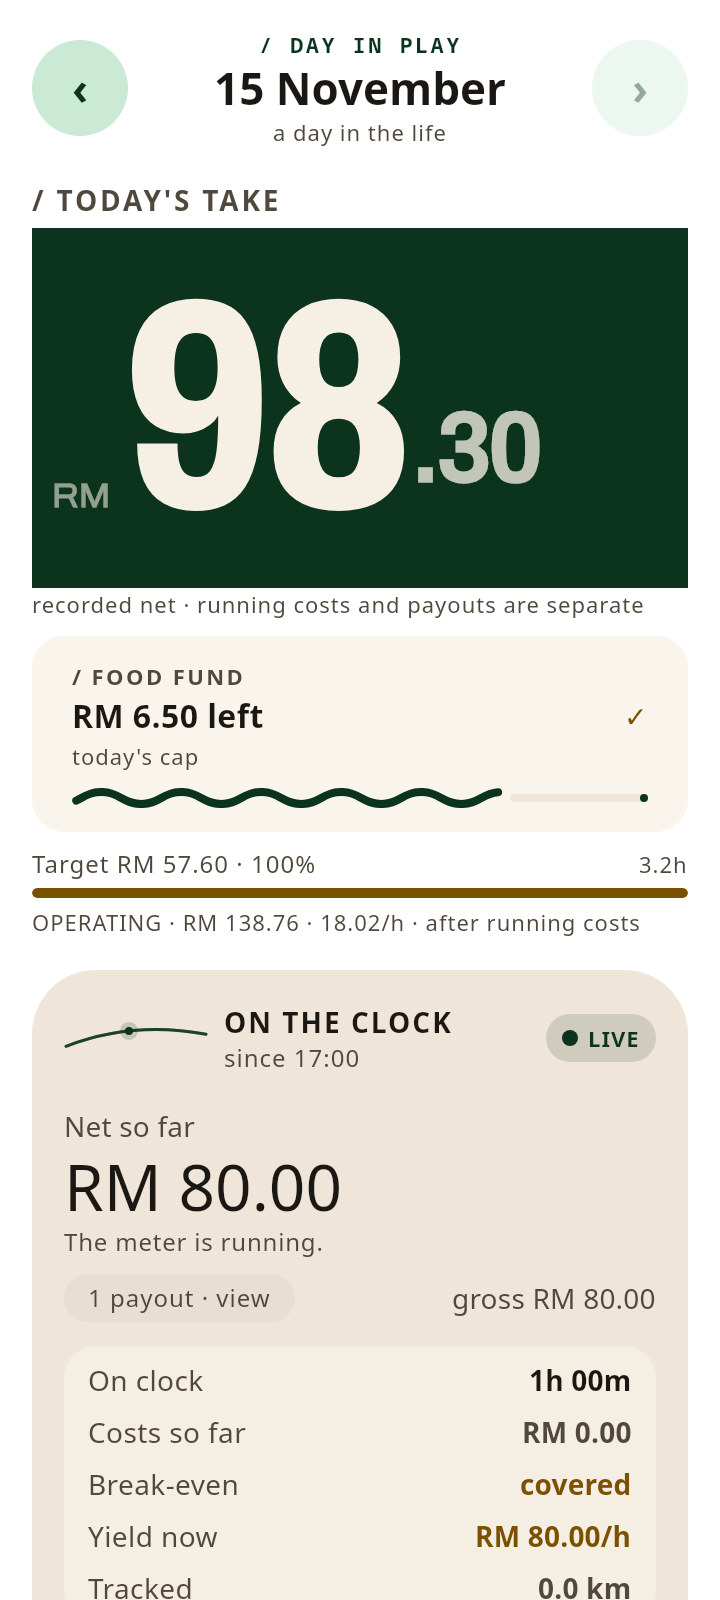 / DAY IN PLAY
‹
15 November
›
a day in the life
/ TODAY'S TAKE
RM 98.30
recorded net · running costs and payouts are separate
/ FOOD FUND
RM 6.50 left ✓
today's cap
Target RM 57.60 · 100% 3.2h
OPERATING · RM 138.76 · 18.02/h · after running costs
ON THE CLOCK
LIVE
since 17:00
Net so far
RM 80.00
The meter is running.
1 payout · view gross RM 80.00
On clock 1h 00m
Costs so far RM 0.00
Break-even covered
Yield now RM 80.00/h
Tracked 0.0 km